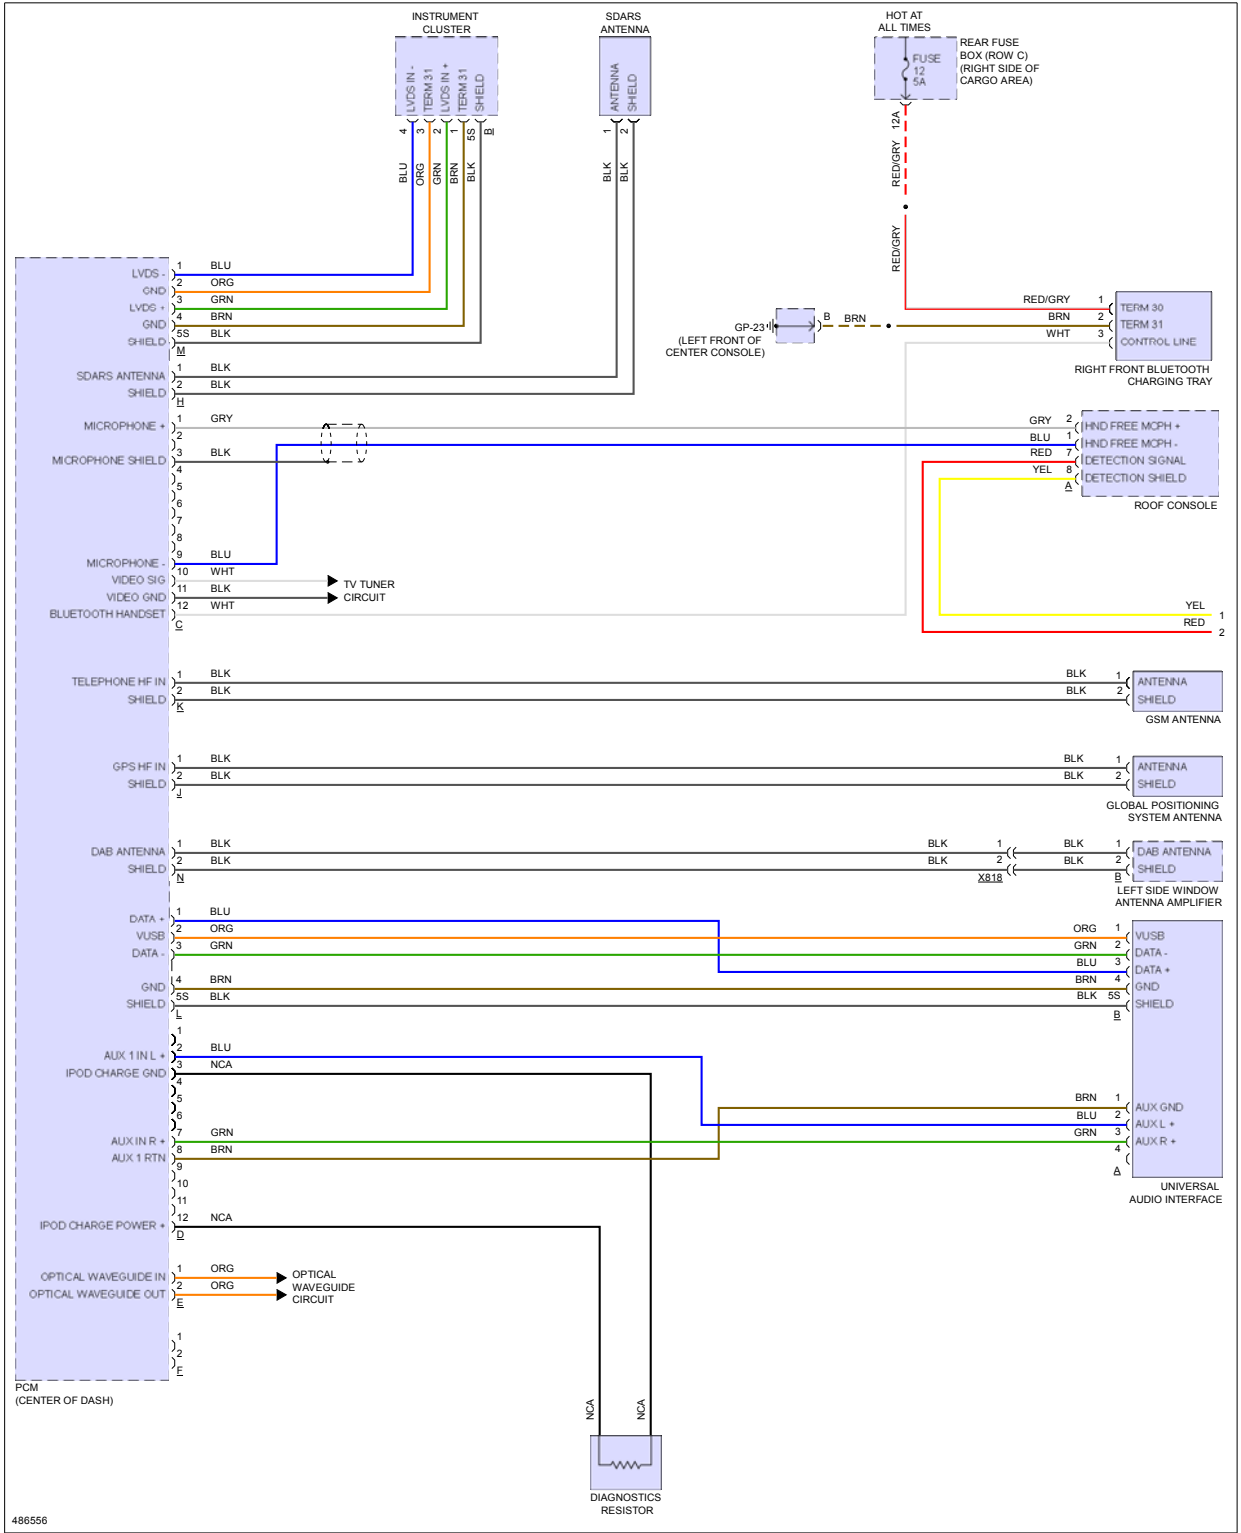 INSTRUMENT
CLUSTER
LVDS IN -
TERM 31
LVDS IN +
TERM 31
SHIELD
4
3
2
1
5S
B
BLU
ORG
GRN
BRN
BLK
SDARS
ANTENNA
ANTENNA
SHIELD
1
2
BLK
BLK
HOT AT
ALL TIMES
FUSE
12
5A
REAR FUSE
BOX (ROW C)
(RIGHT SIDE OF
CARGO AREA)
12A
RED/GRY
RED/GRY
GP-23
(LEFT FRONT OF
CENTER CONSOLE)
B
BRN
RED/GRY 1 TERM 30
BRN 2 TERM 31
WHT 3 CONTROL LINE
RIGHT FRONT BLUETOOTH
CHARGING TRAY
LVDS - 1 BLU
GND 2 ORG
LVDS + 3 GRN
GND 4 BRN
SHIELD 5S BLK
M
SDARS ANTENNA 1 BLK
SHIELD 2 BLK
H
MICROPHONE + 1 GRY
2
MICROPHONE SHIELD 3 BLK
4
5
6
7
8
MICROPHONE - 9 BLU
VIDEO SIG 10 WHT
VIDEO GND 11 BLK
BLUETOOTH HANDSET 12 WHT
C
TV TUNER
CIRCUIT
GRY 2 HND FREE MCPH +
BLU 1 HND FREE MCPH -
RED 7 DETECTION SIGNAL
YEL 8 DETECTION SHIELD
A
ROOF CONSOLE
YEL 1
RED 2
TELEPHONE HF IN 1 BLK
SHIELD 2 BLK
K
BLK 1 ANTENNA
BLK 2 SHIELD
GSM ANTENNA
GPS HF IN 1 BLK
SHIELD 2 BLK
J
BLK 1 ANTENNA
BLK 2 SHIELD
GLOBAL POSITIONING
SYSTEM ANTENNA
DAB ANTENNA 1 BLK
SHIELD 2 BLK
N
BLK 1 BLK 1 DAB ANTENNA
BLK 2 BLK 2 SHIELD
X818
B
LEFT SIDE WINDOW
ANTENNA AMPLIFIER
DATA + 1 BLU
VUSB 2 ORG
DATA - 3 GRN
GND 4 BRN
SHIELD 5S BLK
L
ORG 1 VUSB
GRN 2 DATA -
BLU 3 DATA +
BRN 4 GND
BLK 5S SHIELD
B
1
AUX 1 IN L + 2 BLU
IPOD CHARGE GND 3 NCA
4
5
6
AUX IN R + 7 GRN
AUX 1 RTN 8 BRN
9
10
11
IPOD CHARGE POWER + 12 NCA
D
BRN 1 AUX GND
BLU 2 AUX L +
GRN 3 AUX R +
4
A
UNIVERSAL
AUDIO INTERFACE
OPTICAL WAVEGUIDE IN 1 ORG
OPTICAL WAVEGUIDE OUT 2 ORG
E
OPTICAL
WAVEGUIDE
CIRCUIT
1
2
F
PCM
(CENTER OF DASH)
NCA
NCA
DIAGNOSTICS
RESISTOR
486556